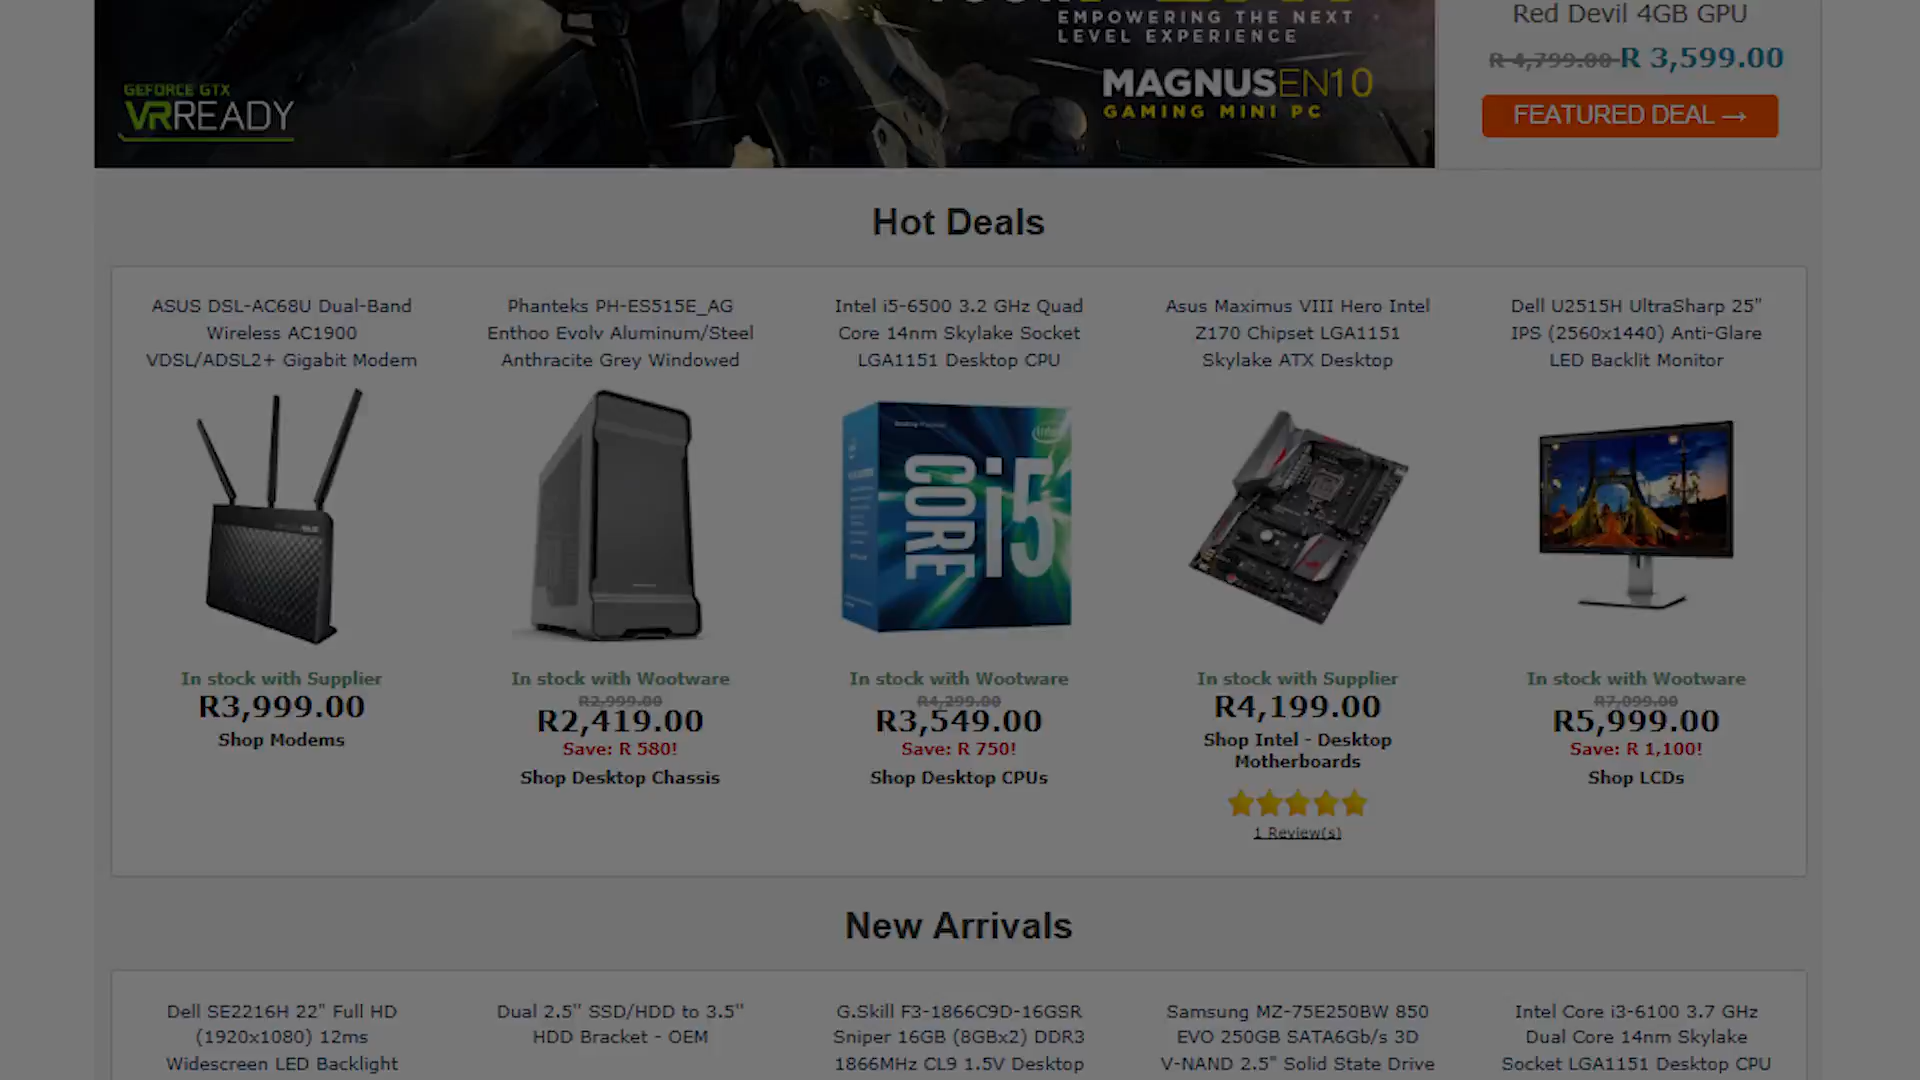 EMPOWERING THE NEXT
LEVEL EXPERIENCE
MAGNUSEN10
GAMING MINI PC
GEFORCE GTX
VRREADY
Red Devil 4GB GPU
R 4,799.00 R 3,599.00
FEATURED DEAL →
Hot Deals
ASUS DSL-AC68U Dual-Band
Wireless AC1900
VDSL/ADSL2+ Gigabit Modem
Phanteks PH-ES515E_AG
Enthoo Evolv Aluminum/Steel
Anthracite Grey Windowed
Intel i5-6500 3.2 GHz Quad
Core 14nm Skylake Socket
LGA1151 Desktop CPU
Asus Maximus VIII Hero Intel
Z170 Chipset LGA1151
Skylake ATX Desktop
Dell U2515H UltraSharp 25"
IPS (2560x1440) Anti-Glare
LED Backlit Monitor
intel
CORE i5
In stock with Supplier
R3,999.00
Shop Modems
In stock with Wootware
R2,999.00
R2,419.00
Save: R 580!
Shop Desktop Chassis
In stock with Wootware
R4,299.00
R3,549.00
Save: R 750!
Shop Desktop CPUs
In stock with Supplier
R4,199.00
Shop Intel - Desktop
Motherboards
1 Review(s)
In stock with Wootware
R7,099.00
R5,999.00
Save: R 1,100!
Shop LCDs
New Arrivals
Dell SE2216H 22" Full HD
(1920x1080) 12ms
Widescreen LED Backlight
Dual 2.5" SSD/HDD to 3.5"
HDD Bracket - OEM
G.Skill F3-1866C9D-16GSR
Sniper 16GB (8GBx2) DDR3
1866MHz CL9 1.5V Desktop
Samsung MZ-75E250BW 850
EVO 250GB SATA6Gb/s 3D
V-NAND 2.5" Solid State Drive
Intel Core i3-6100 3.7 GHz
Dual Core 14nm Skylake
Socket LGA1151 Desktop CPU